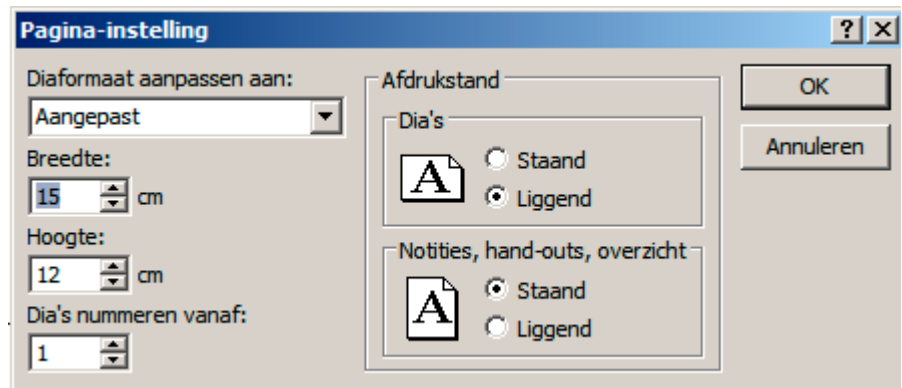 Pagina-instelling
Diaformaat aanpassen aan:
Aangepast
Breedte:
15 cm
Hoogte:
12 cm
Dia's nummeren vanaf:
1
Afdrukstand
Dia's
A
Staand
Liggend
Notities, hand-outs, overzicht
A
Staand
Liggend
OK
Annuleren